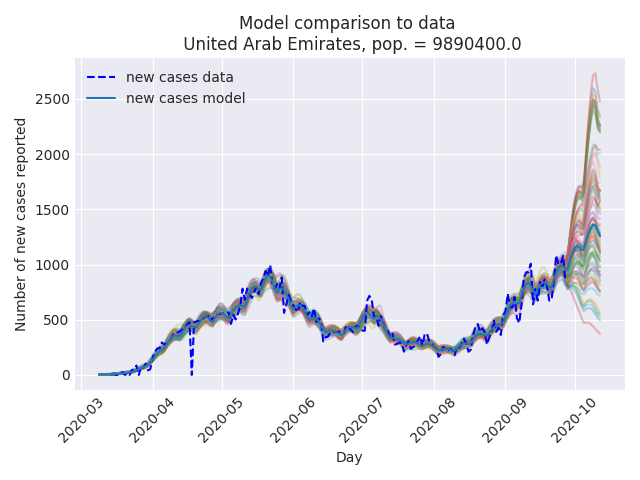 Model comparison to data
United Arab Emirates, pop. = 9890400.0
new cases data
new cases model
Number of new cases reported
2500
2000
1500
1000
500
0
2020-03
2020-04
2020-05
2020-06
2020-07
2020-08
2020-09
2020-10
Day